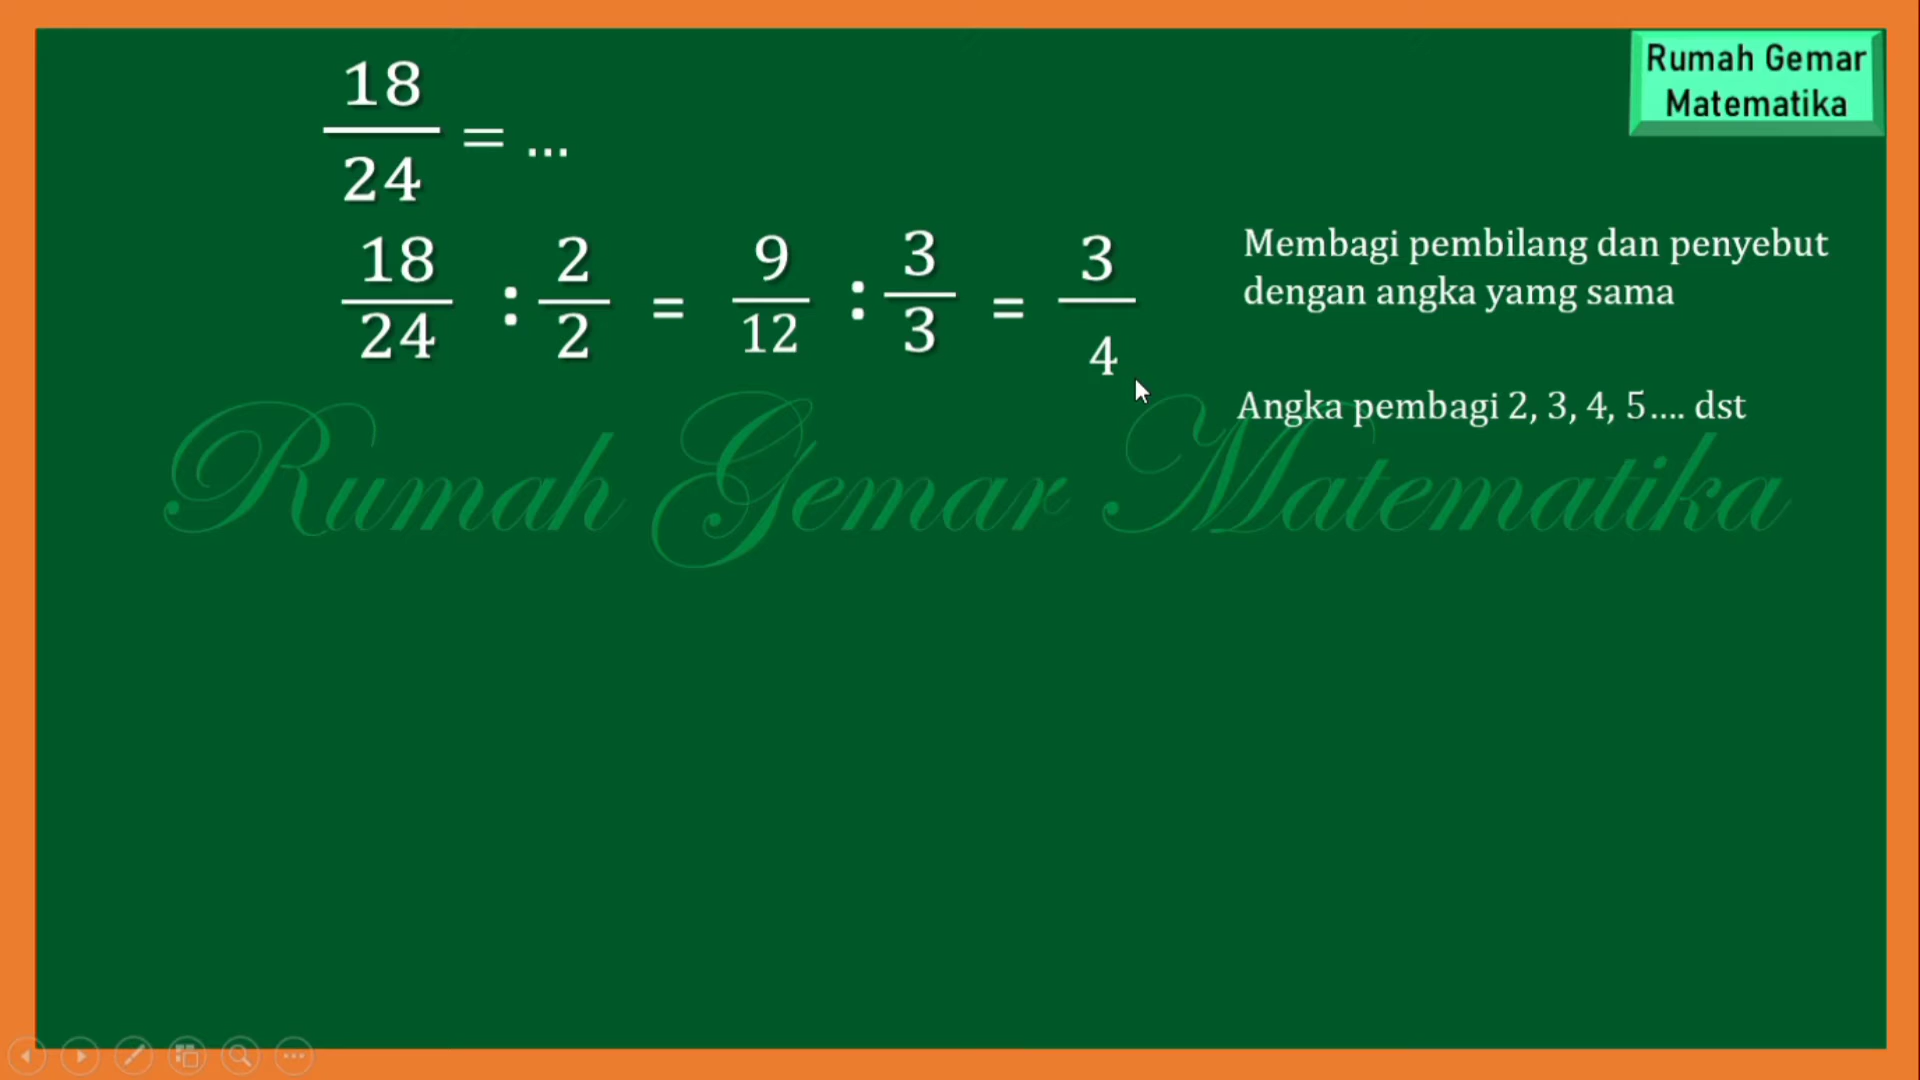 Rumah Gemar
Matematika
18/24 = ...
18/24 : 2/2 = 9/12 : 3/3 = 3/4
Membagi pembilang dan penyebut
dengan angka yamg sama
Angka pembagi 2, 3, 4, 5.... dst
Rumah Gemar Matematika